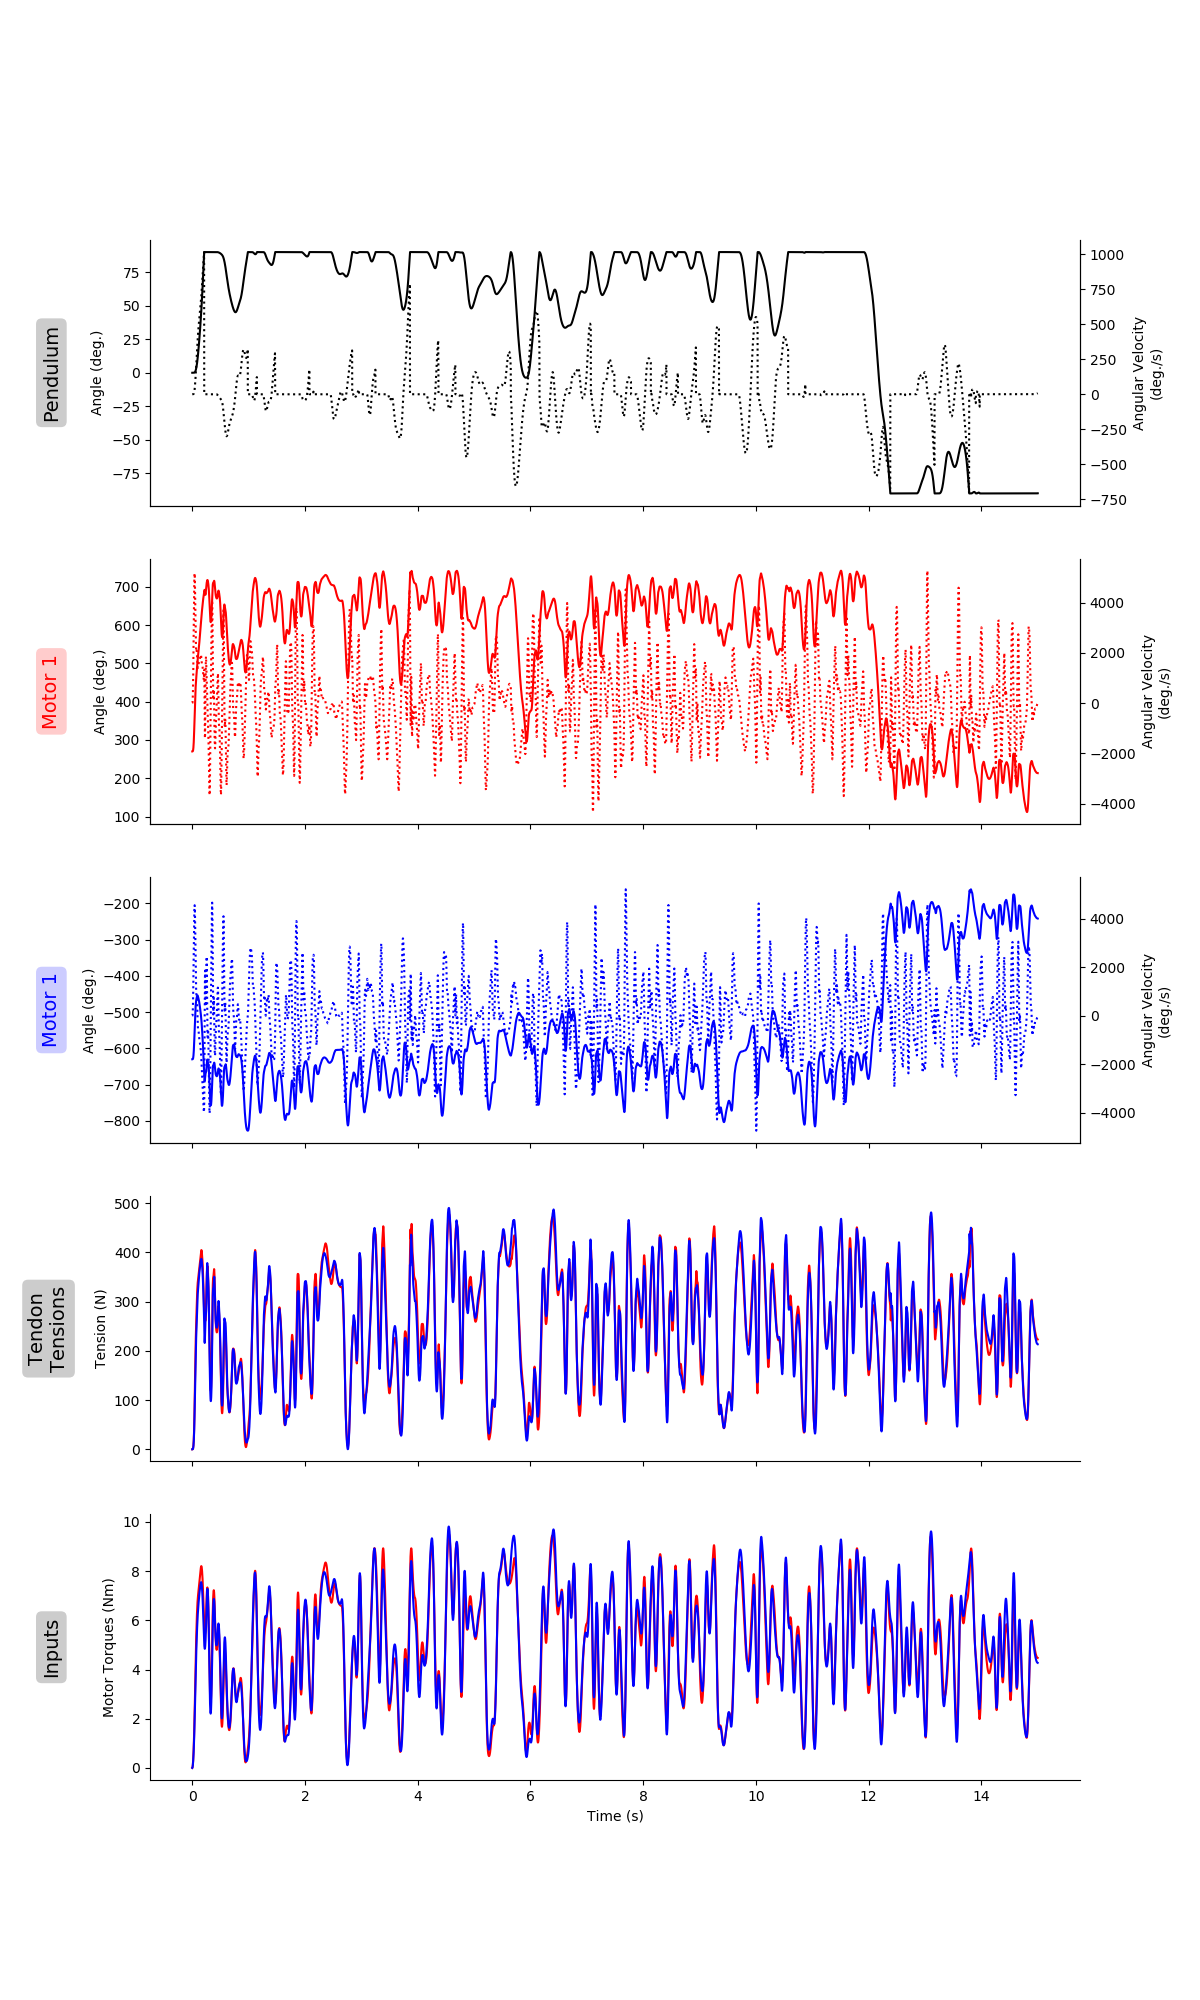 Pendulum
Angle (deg.)
75
50
25
0
−25
−50
−75
1000
750
500
250
0
−250
−500
−750
Angular Velocity
(deg./s)
Motor 1
Angle (deg.)
700
600
500
400
300
200
100
4000
2000
0
−2000
−4000
Angular Velocity
(deg./s)
Motor 1
Angle (deg.)
−200
−300
−400
−500
−600
−700
−800
4000
2000
0
−2000
−4000
Angular Velocity
(deg./s)
Tendon
Tensions
Tension (N)
500
400
300
200
100
0
Inputs
Motor Torques (Nm)
10
8
6
4
2
0
0 2 4 6 8 10 12 14
Time (s)